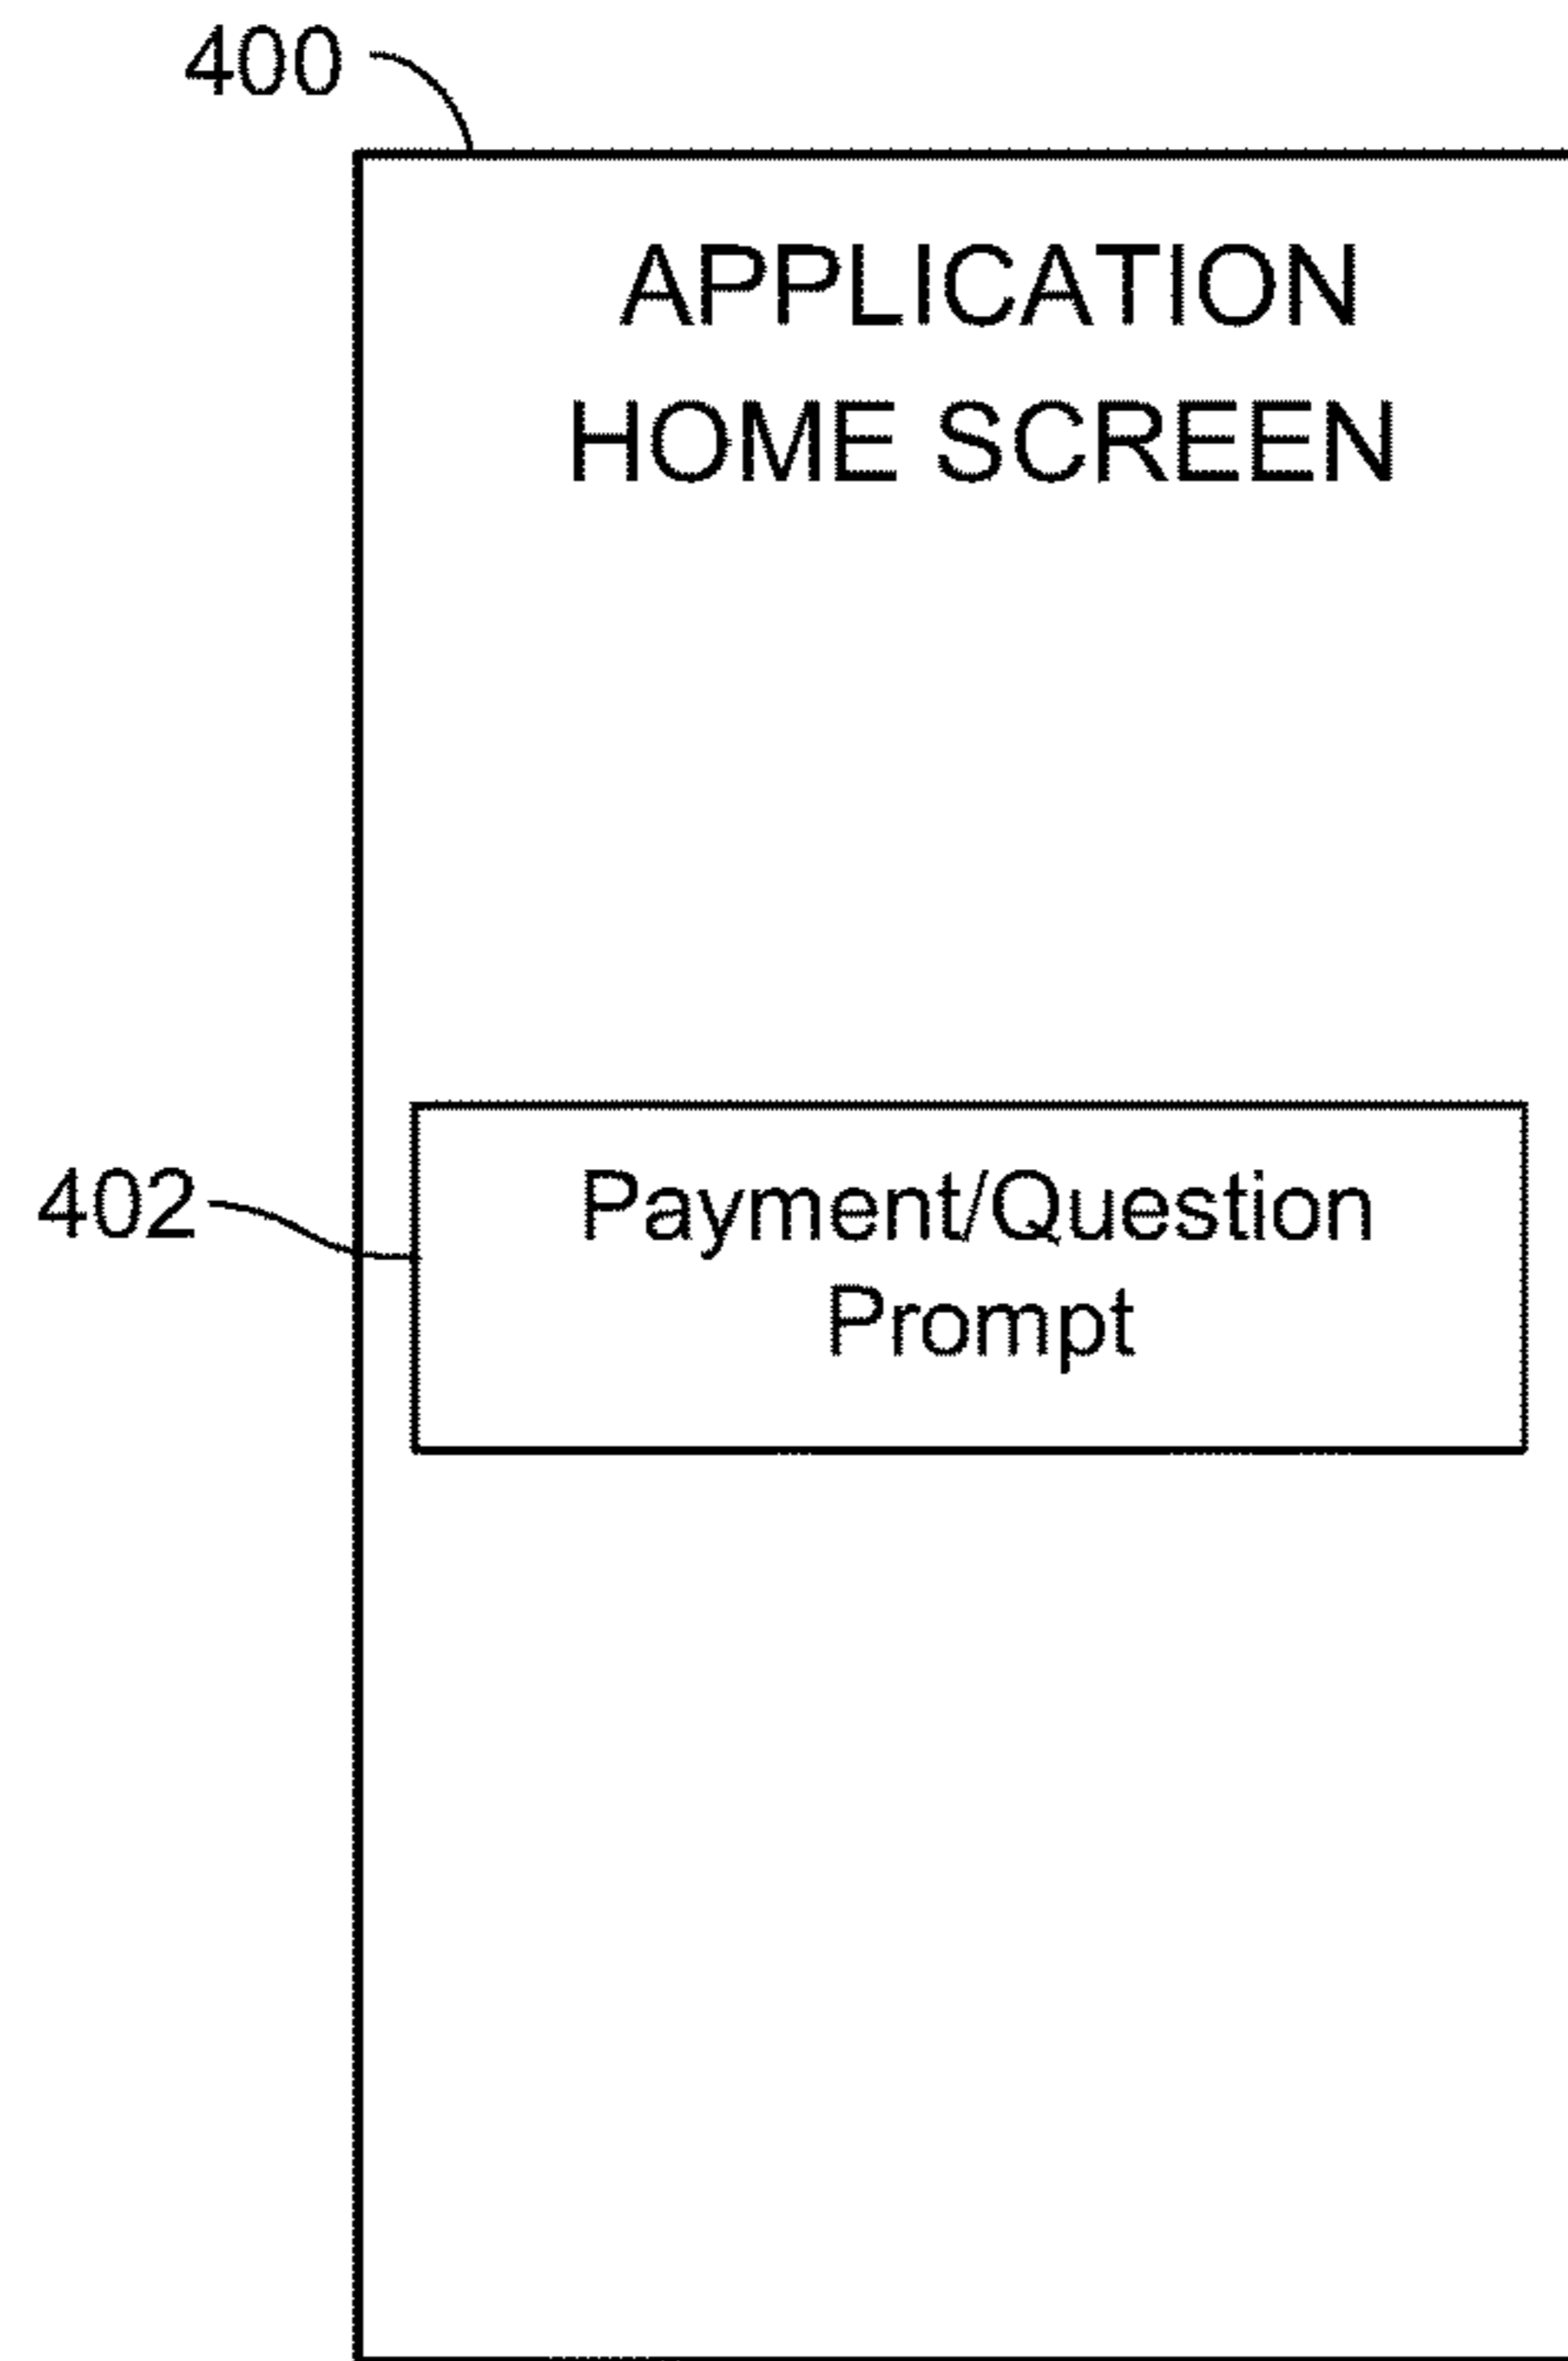 400
APPLICATION
HOME SCREEN
402
Payment/Question
Prompt